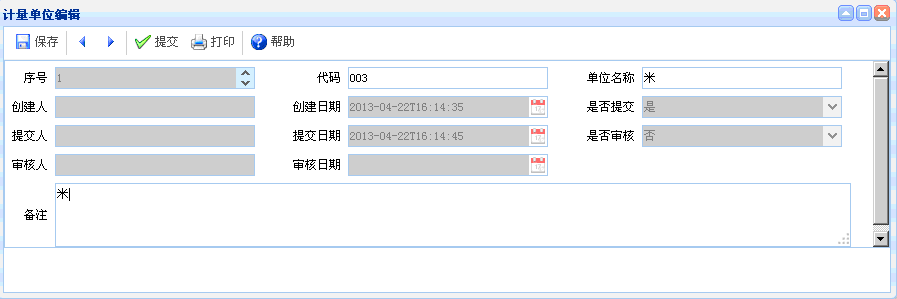 计量单位编辑
保存 提交 打印 帮助
序号 1 代码 003 单位名称 米
创建人 创建日期 2013-04-22T16:14:35 是否提交 是
提交人 提交日期 2013-04-22T16:14:45 是否审核 否
审核人 审核日期
备注 米